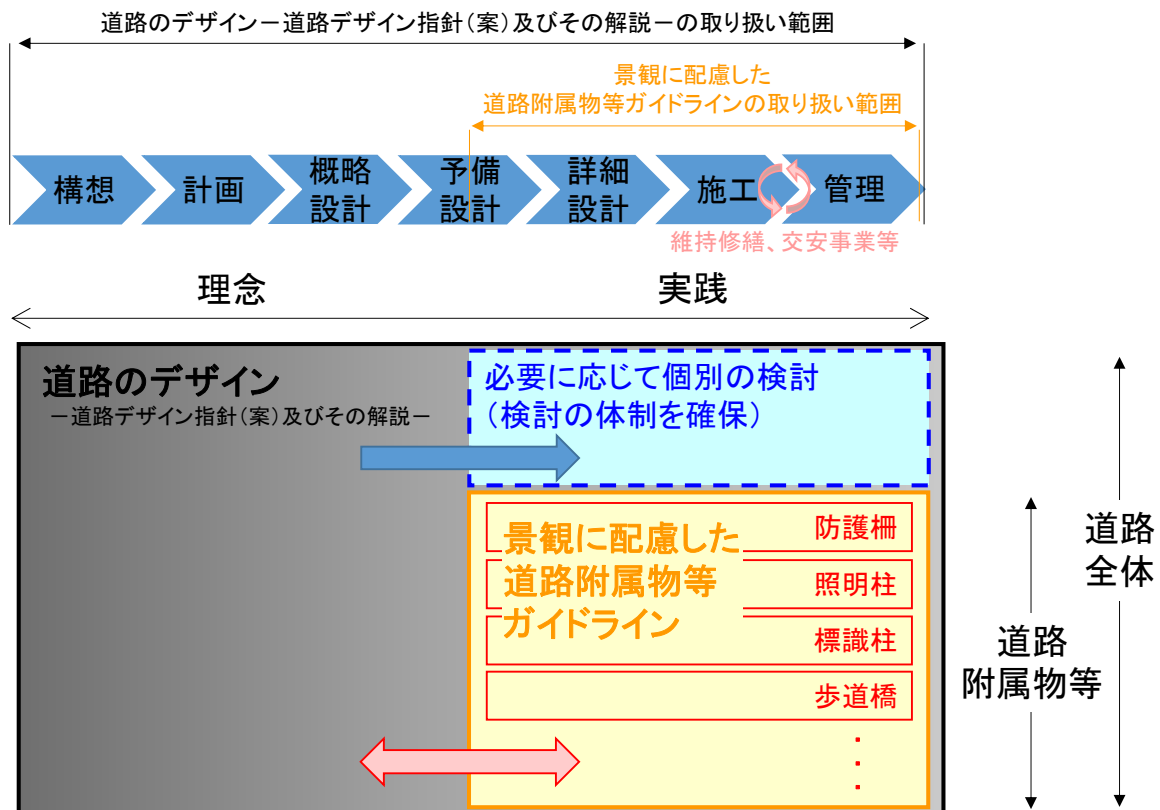 道路のデザイン－道路デザイン指針（案）及びその解説－の取り扱い範囲
景観に配慮した
道路附属物等ガイドラインの取り扱い範囲
構想
計画
概略
設計
予備
設計
詳細
設計
施工
管理
維持修繕、交安事業等
理念
実践
道路のデザイン
－道路デザイン指針（案）及びその解説－
必要に応じて個別の検討
（検討の体制を確保）
景観に配慮した
道路附属物等
ガイドライン
防護柵
照明柱
標識柱
歩道橋
・
・
・
道路
附属物等
道路
全体